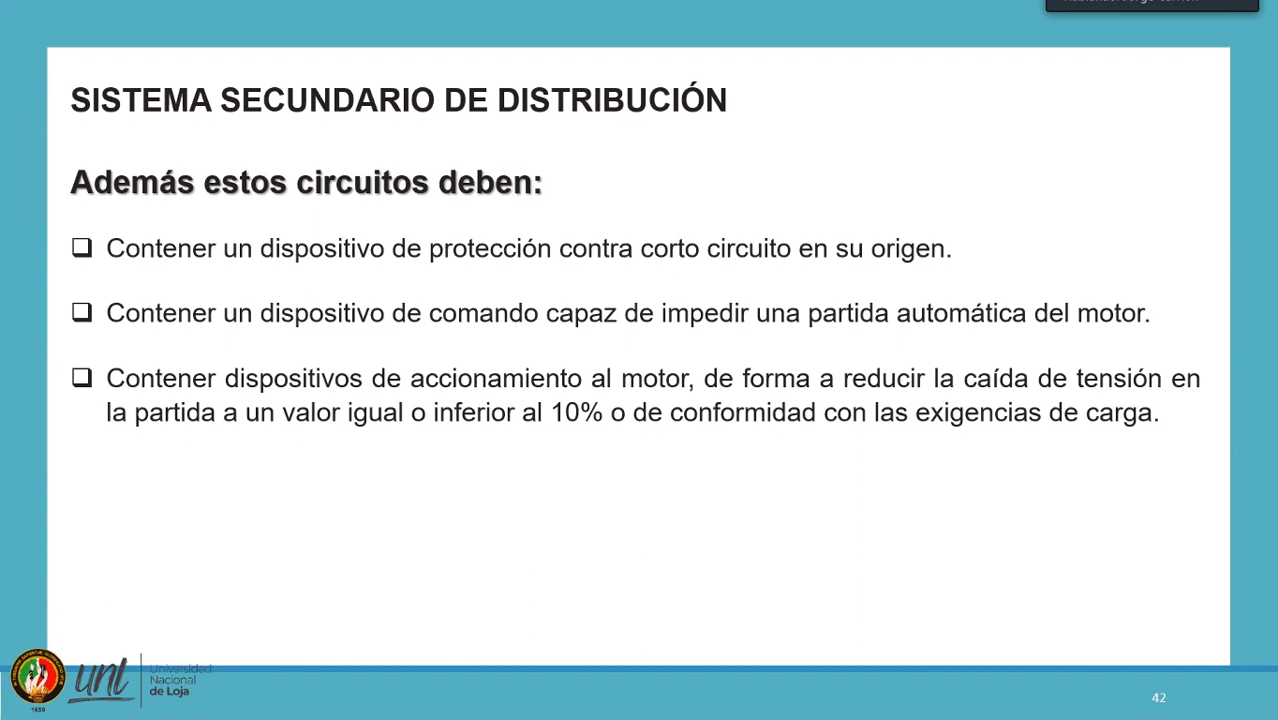 SISTEMA SECUNDARIO DE DISTRIBUCIÓN
Además estos circuitos deben:
❑ Contener un dispositivo de protección contra corto circuito en su origen.
❑ Contener un dispositivo de comando capaz de impedir una partida automática del motor.
❑ Contener dispositivos de accionamiento al motor, de forma a reducir la caída de tensión en
la partida a un valor igual o inferior al 10% o de conformidad con las exigencias de carga.
1859
unl
Universidad
Nacional
de Loja
42